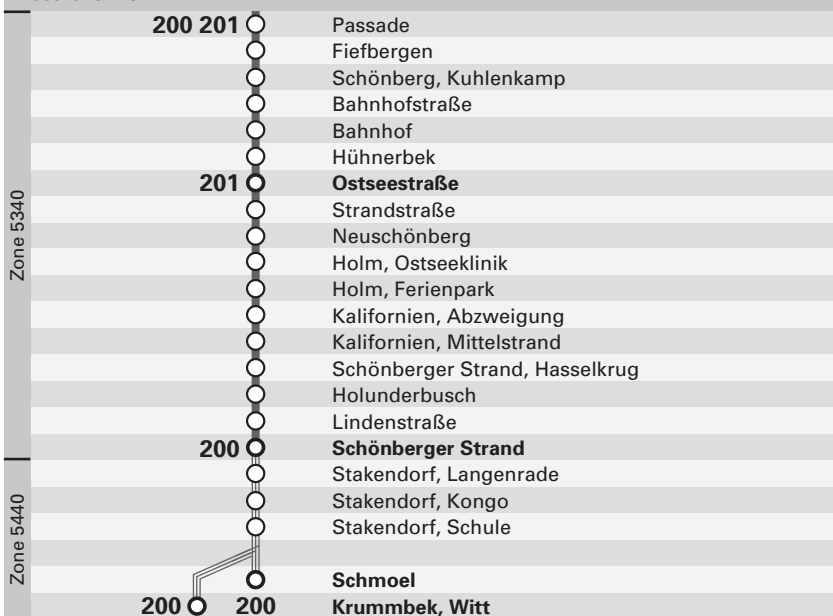 200 201 Passade
Fiefbergen
Schönberg, Kuhlenkamp
Bahnhofstraße
Bahnhof
Hühnerbek
201 Ostseestraße
Strandstraße
Neuschönberg
Holm, Ostseeklinik
Holm, Ferienpark
Kalifornien, Abzweigung
Kalifornien, Mittelstrand
Schönberger Strand, Hasselkrug
Holunderbusch
Lindenstraße
200 Schönberger Strand
Stakendorf, Langenrade
Stakendorf, Kongo
Stakendorf, Schule
Schmoel
200 200 Krummbek, Witt
Zone 5340
Zone 5440